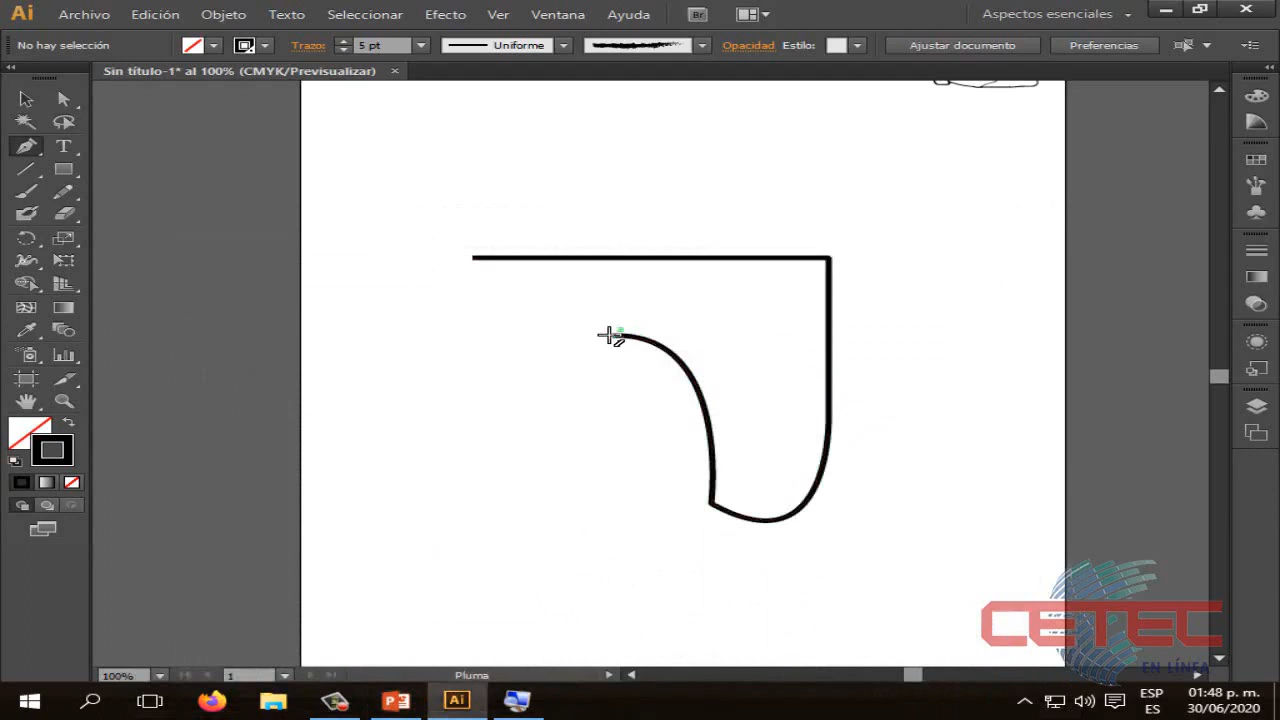 Ai Archivo Edición Objeto Texto Seleccionar Efecto Ver Ventana Ayuda Br Aspectos esenciales
No hay selección Trazo: 5 pt Uniforme Opacidad Estilo: Ajustar documento Preferencias
Sin título-1* al 100% (CMYK/Previsualizar)
T
CETEC
EN LÍNEA
100% 1 Pluma
Ai ESP 01:48 p. m.
ES 30/06/2020